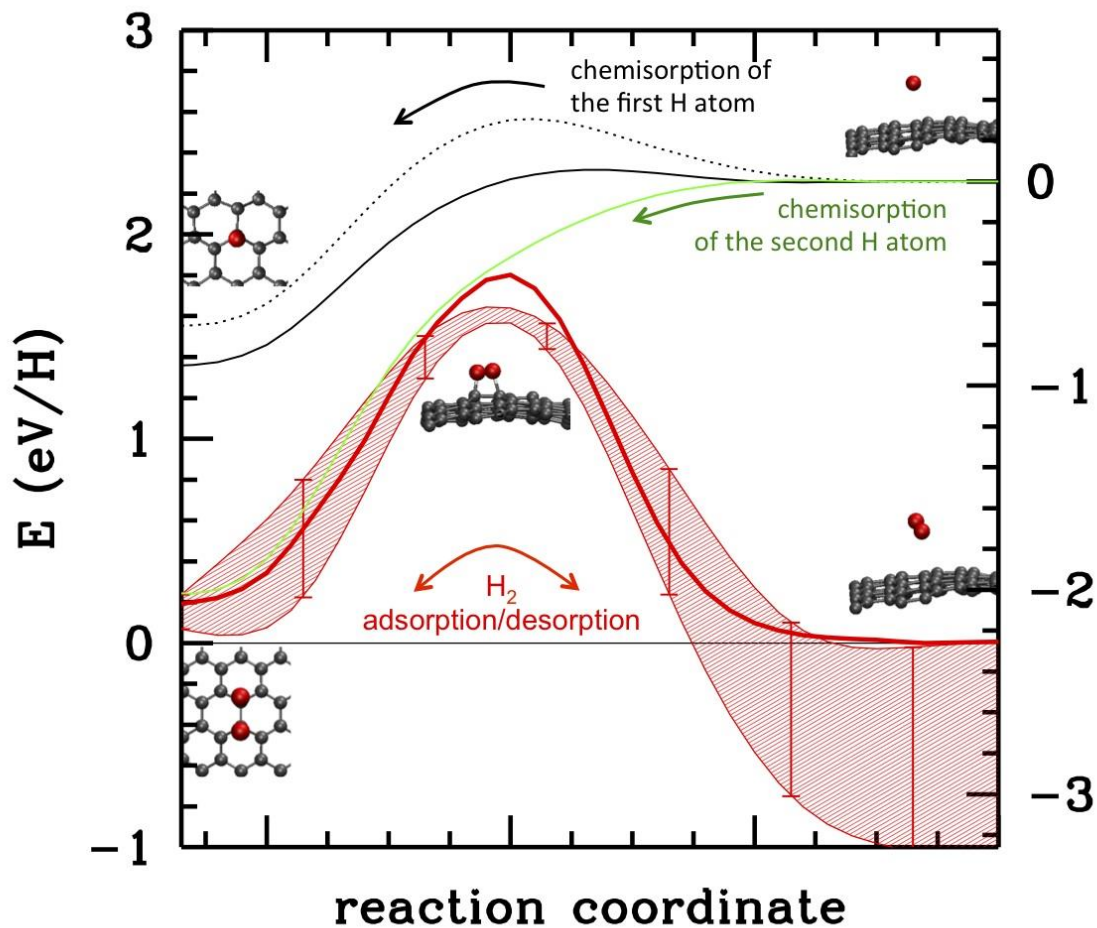 3
chemisorption of
the first H atom
0
chemisorption
of the second H atom
2
E (eV/H)
−1
1
H2
adsorption/desorption
−2
0
−3
−1
reaction coordinate